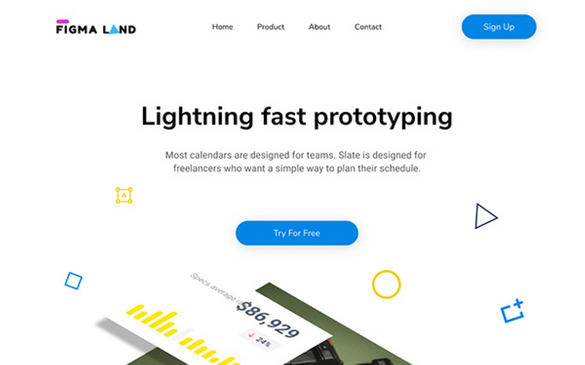 FIGMA LAND
Home
Product
About
Contact
Sign Up
Lightning fast prototyping
Most calendars are designed for teams. Slate is designed for
freelancers who want a simple way to plan their schedule.
Try For Free
Specs average
$86,929
24%